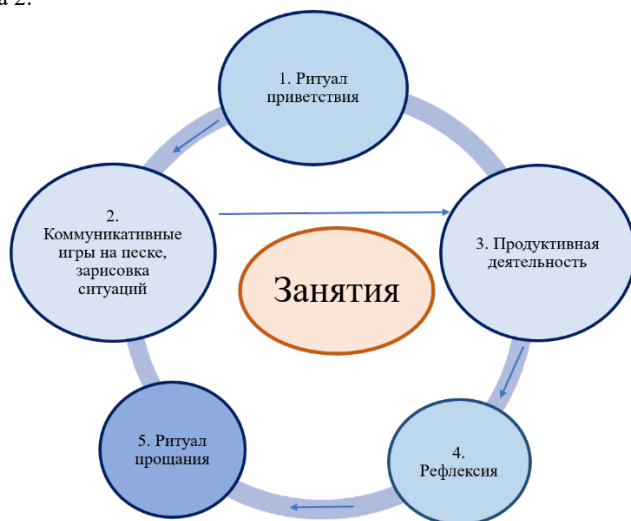 а 2.
1. Ритуал
приветствия
2.
Коммуникативные
игры на песке,
зарисовка
ситуаций
3. Продуктивная
деятельность
Занятия
4.
Рефлексия
5. Ритуал
прощания